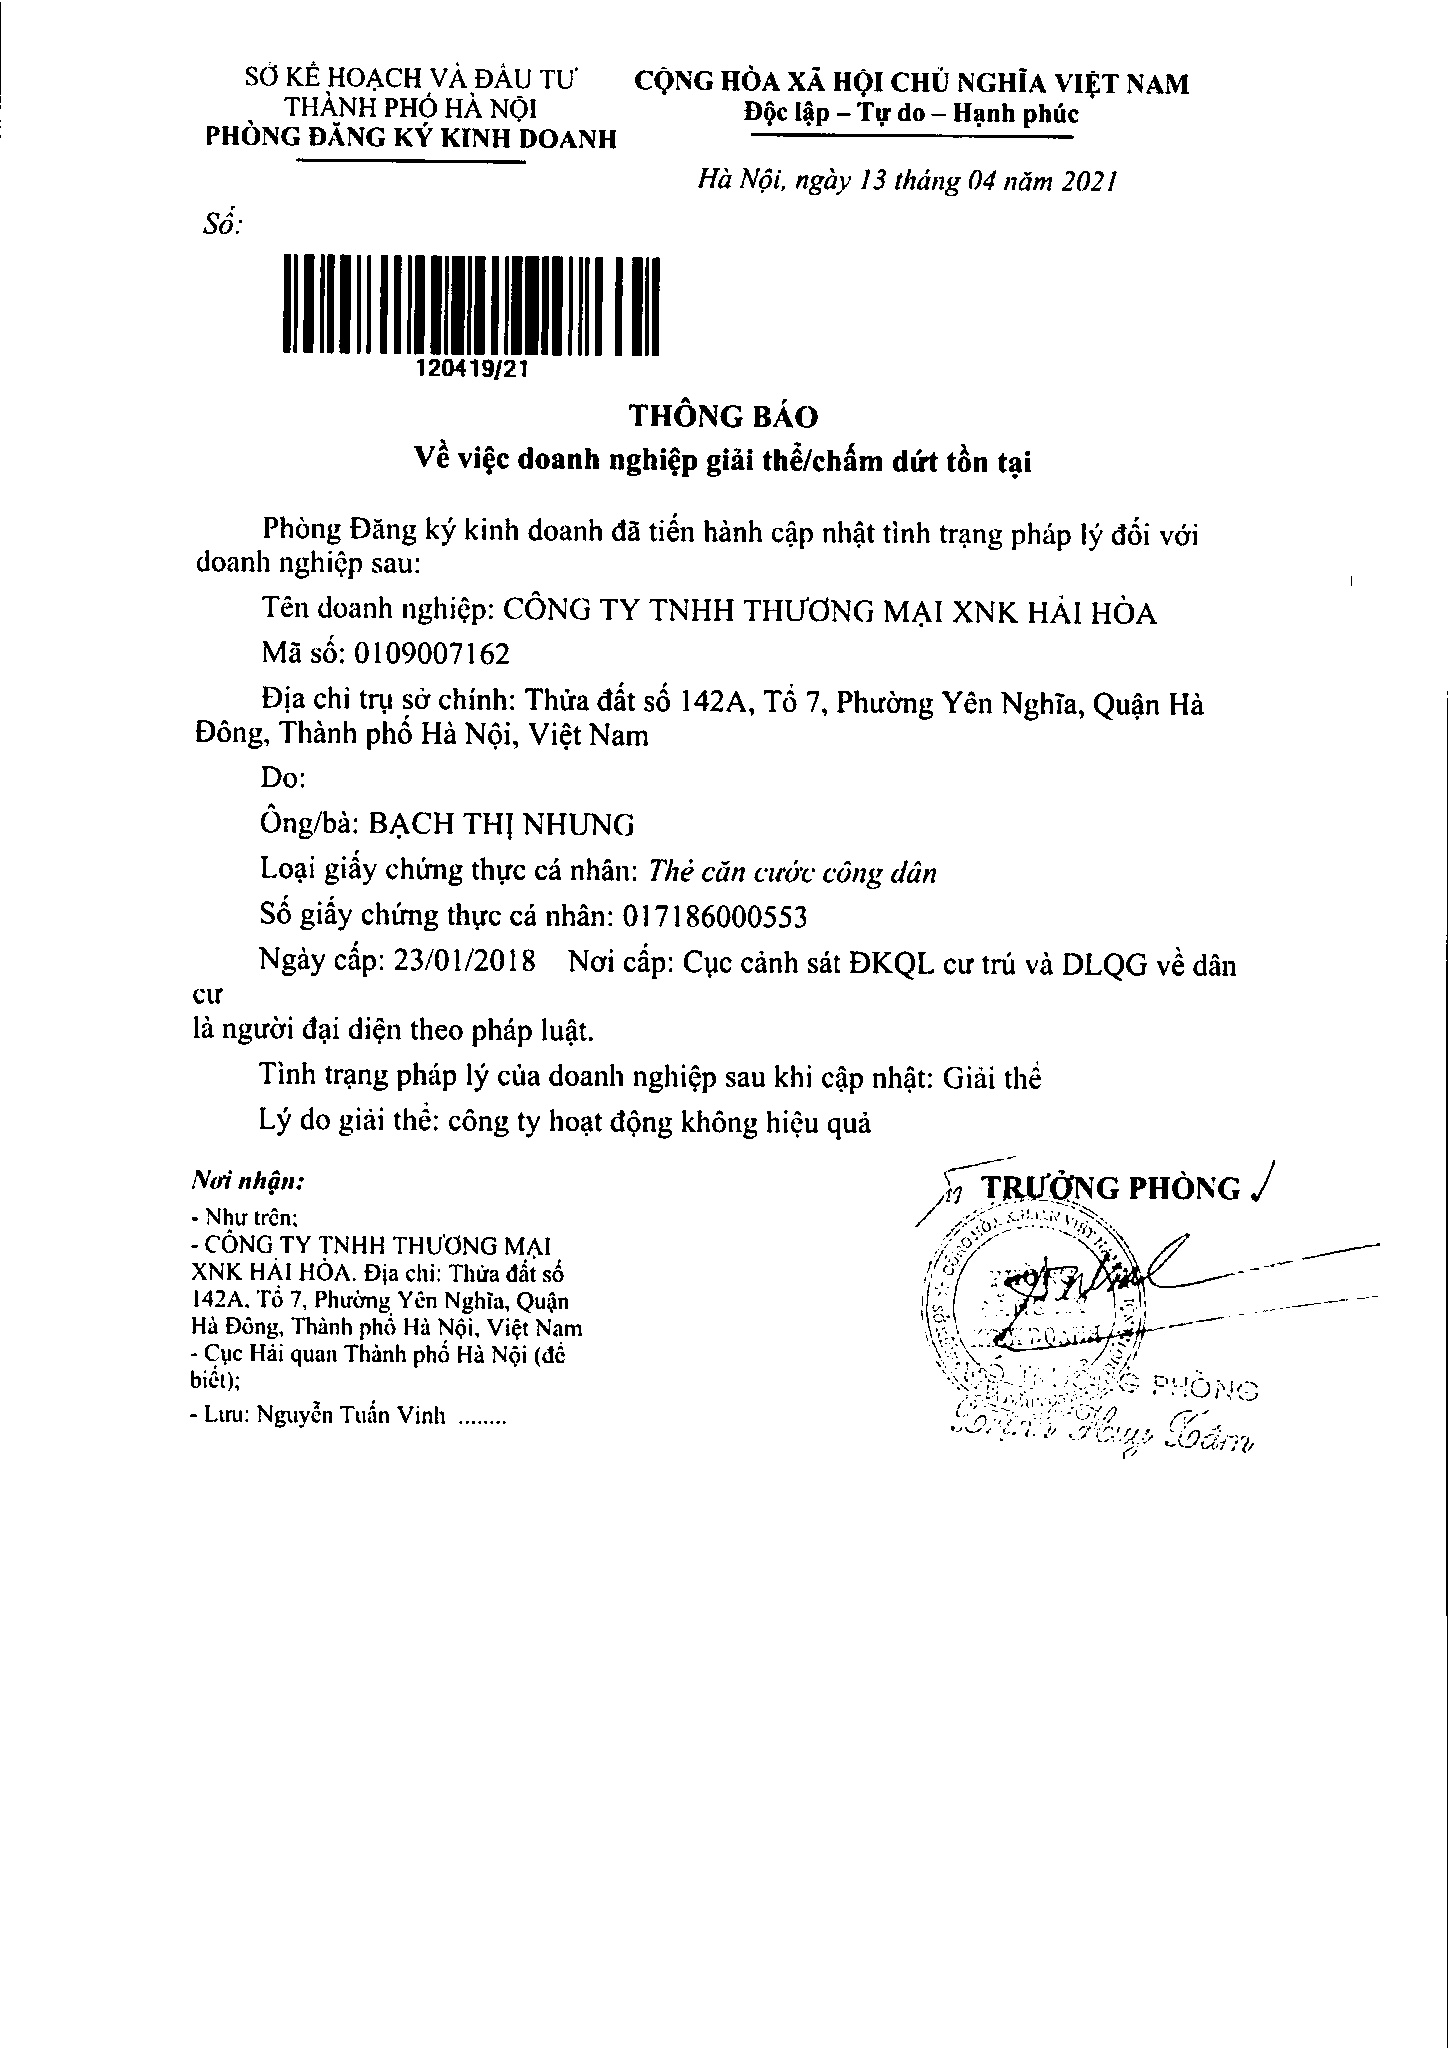 SỞ KẾ HOẠCH VÀ ĐẦU TƯ
THÀNH PHỐ HÀ NỘI
PHÒNG ĐĂNG KÝ KINH DOANH
CỘNG HÒA XÃ HỘI CHỦ NGHĨA VIỆT NAM
Độc lập – Tự do – Hạnh phúc
Hà Nội, ngày 13 tháng 04 năm 2021
Số:
120419/21
THÔNG BÁO
Về việc doanh nghiệp giải thể/chấm dứt tồn tại
Phòng Đăng ký kinh doanh đã tiến hành cập nhật tình trạng pháp lý đối với
doanh nghiệp sau:
Tên doanh nghiệp: CÔNG TY TNHH THƯƠNG MẠI XNK HẢI HÒA
Mã số: 0109007162
Địa chỉ trụ sở chính: Thửa đất số 142A, Tổ 7, Phường Yên Nghĩa, Quận Hà
Đông, Thành phố Hà Nội, Việt Nam
Do:
Ông/bà: BẠCH THỊ NHUNG
Loại giấy chứng thực cá nhân: Thẻ căn cước công dân
Số giấy chứng thực cá nhân: 017186000553
Ngày cấp: 23/01/2018 Nơi cấp: Cục cảnh sát ĐKQL cư trú và DLQG về dân
cư
là người đại diện theo pháp luật.
Tình trạng pháp lý của doanh nghiệp sau khi cập nhật: Giải thể
Lý do giải thể: công ty hoạt động không hiệu quả
Nơi nhận:
- Như trên;
- CÔNG TY TNHH THƯƠNG MẠI
XNK HẢI HÒA. Địa chỉ: Thửa đất số
142A, Tổ 7, Phường Yên Nghĩa, Quận
Hà Đông, Thành phố Hà Nội, Việt Nam
- Cục Hải quan Thành phố Hà Nội (để
biết);
- Lưu: Nguyễn Tuấn Vinh ........
TRƯỞNG PHÒNG
PHÒNG
Huy